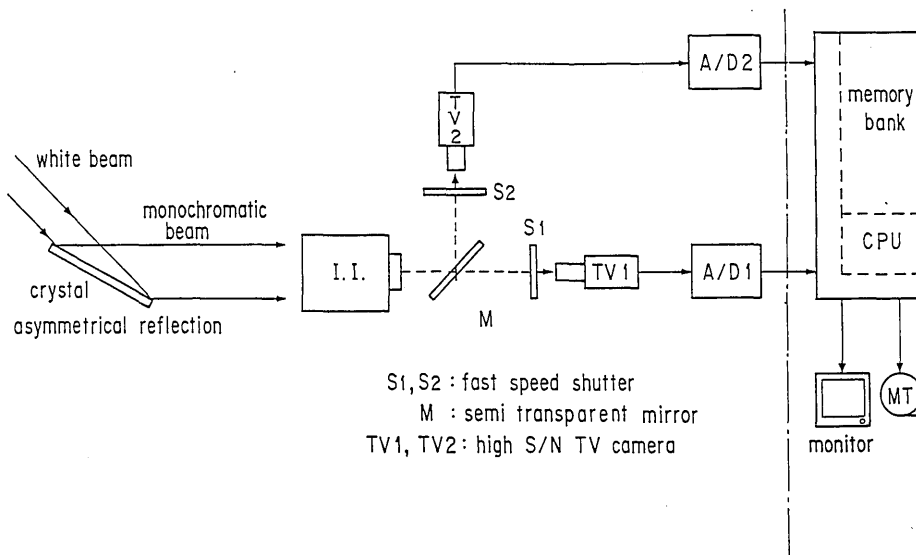 A/D2
memory
bank
TV2
white beam
S2
monochromatic
beam
S1
CPU
I.I.
TV1
A/D1
crystal
asymmetrical reflection
M
S1, S2 : fast speed shutter
M : semi transparent mirror
TV1, TV2 : high S/N TV camera
MT
monitor